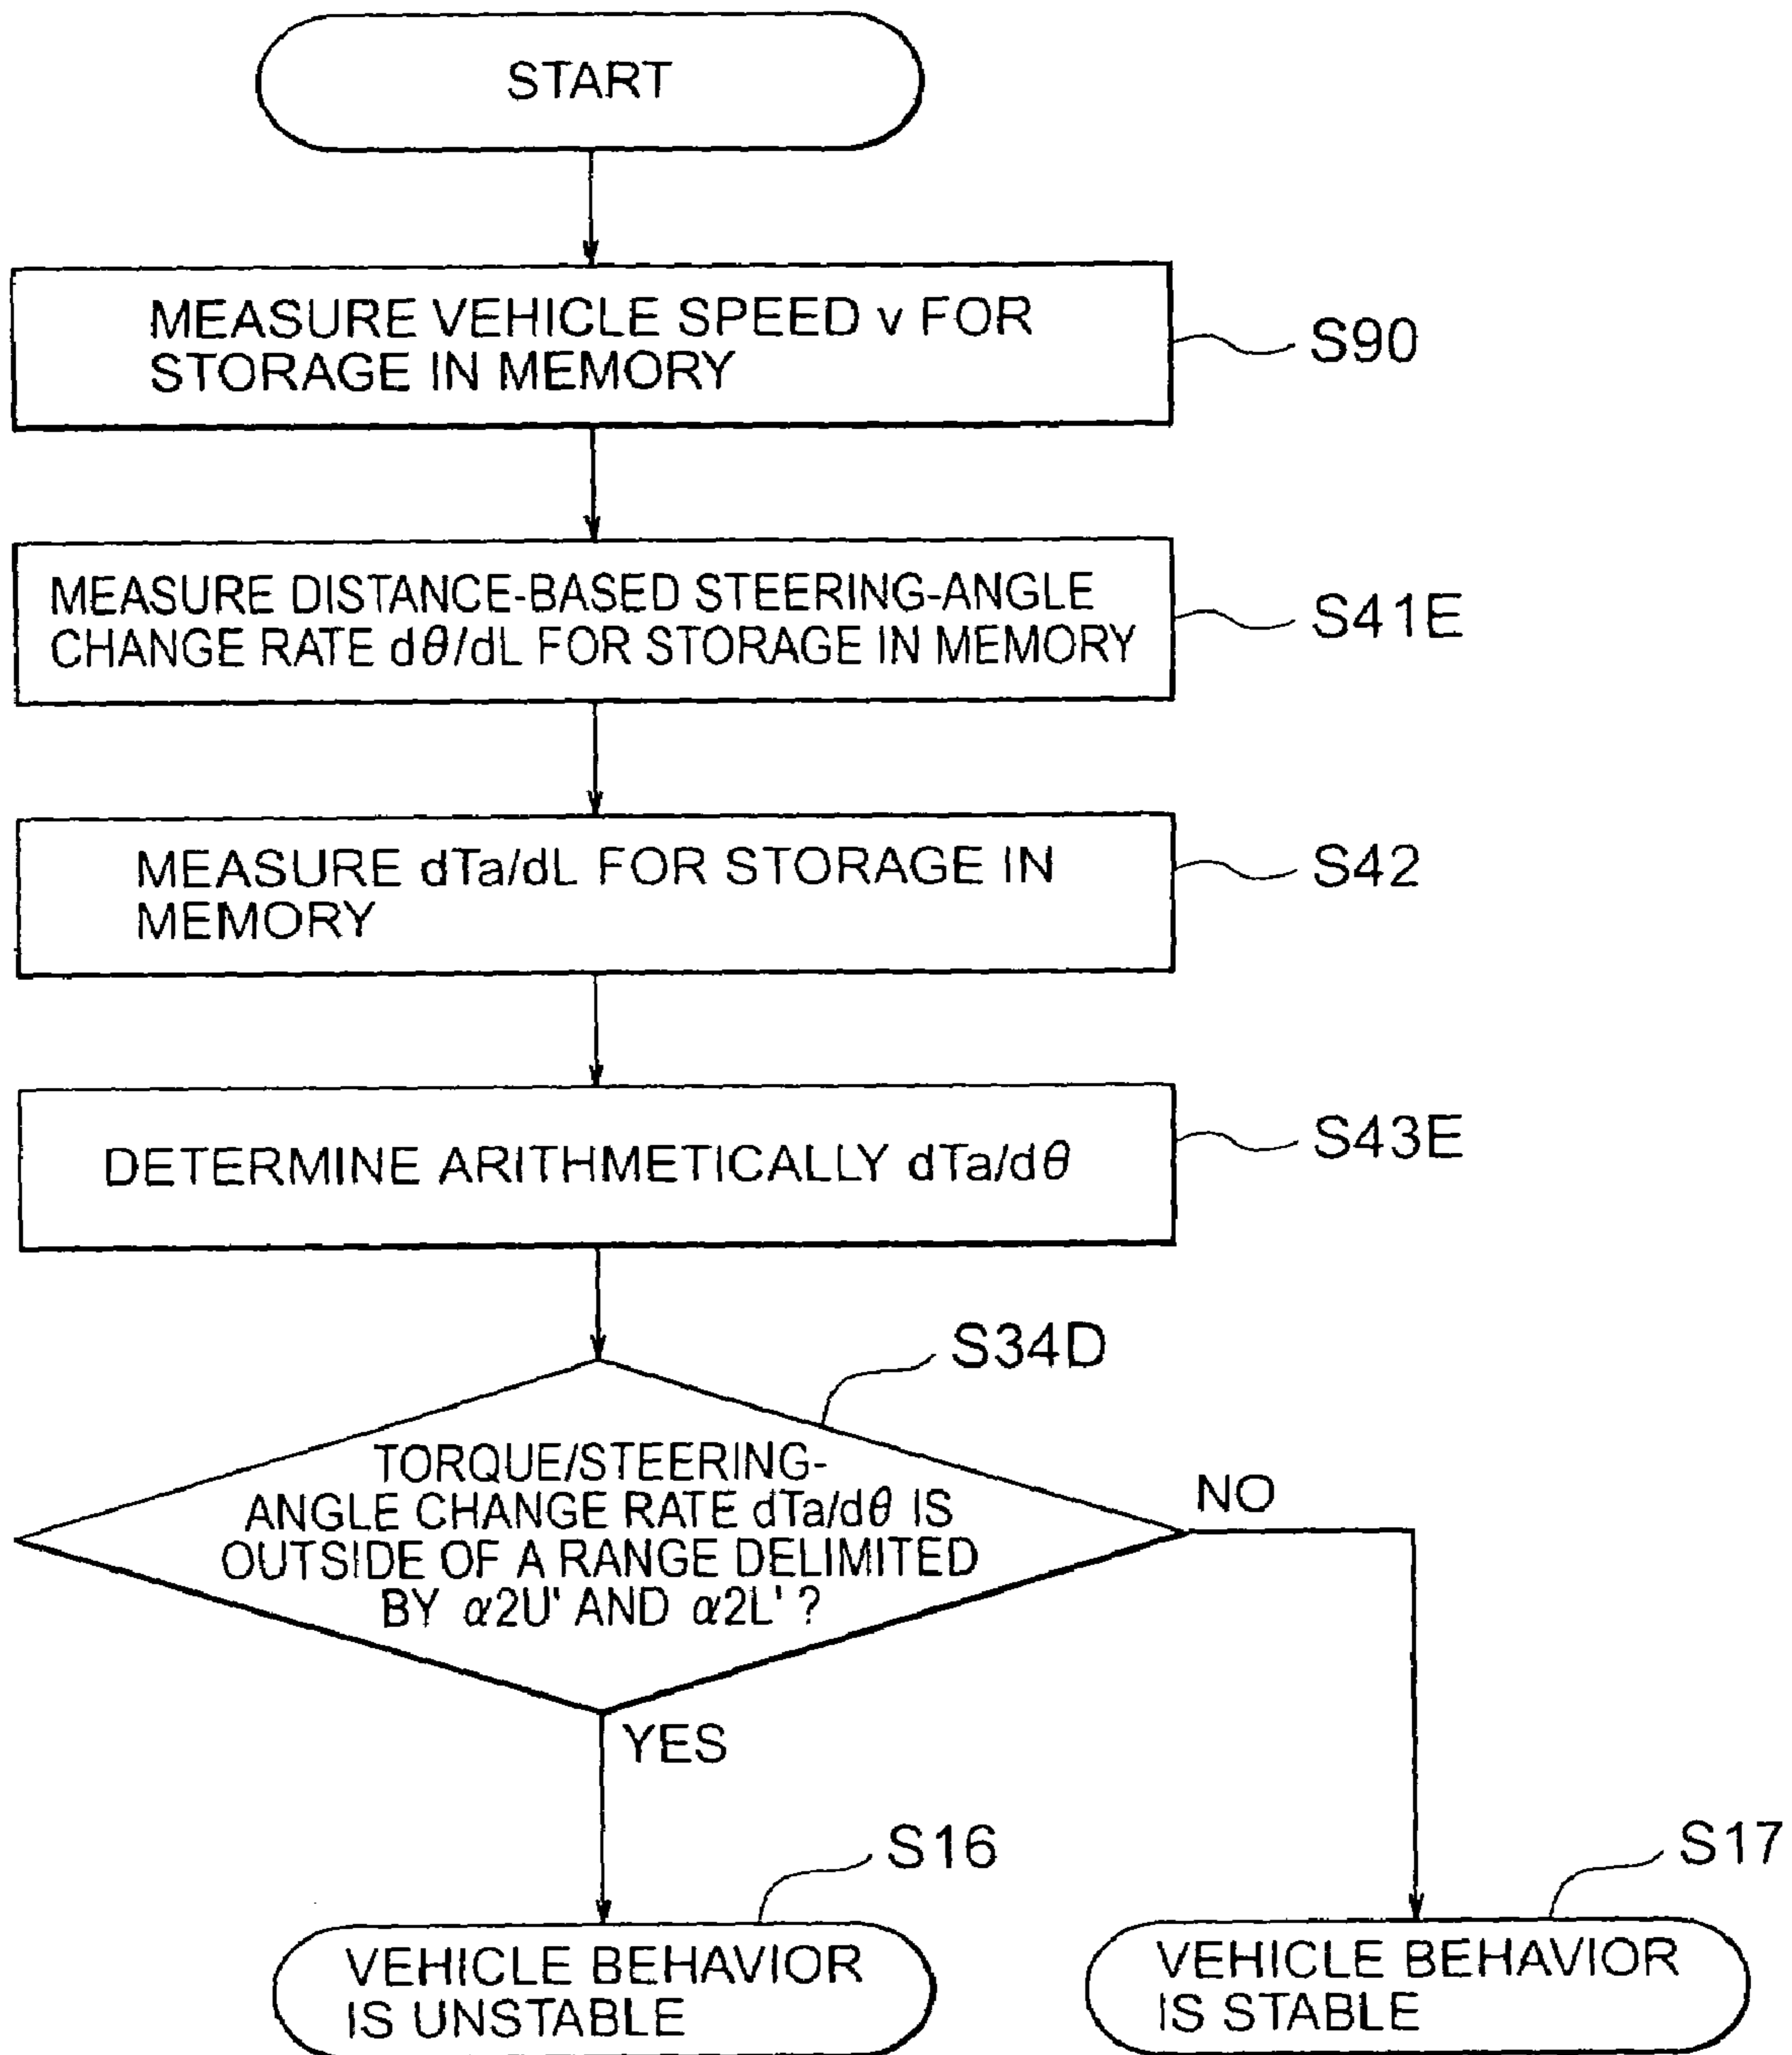 START
MEASURE VEHICLE SPEED v FOR
STORAGE IN MEMORY
S90
MEASURE DISTANCE-BASED STEERING-ANGLE
CHANGE RATE dθ/dL FOR STORAGE IN MEMORY
S41E
MEASURE dTa/dL FOR STORAGE IN
MEMORY
S42
DETERMINE ARITHMETICALLY dTa/dθ
S43E
S34D
TORQUE/STEERING-
ANGLE CHANGE RATE dTa/dθ IS
OUTSIDE OF A RANGE DELIMITED
BY α2U' AND α2L' ?
NO
YES
S16
VEHICLE BEHAVIOR
IS UNSTABLE
S17
VEHICLE BEHAVIOR
IS STABLE